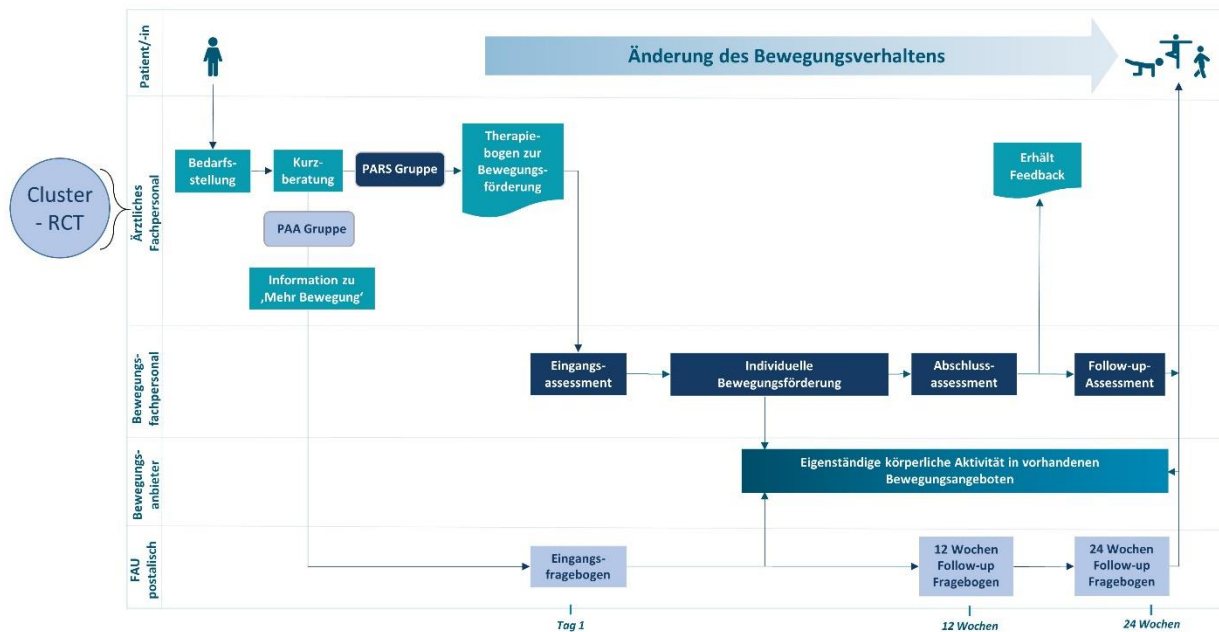 Patient/-in
Änderung des Bewegungsverhaltens
Cluster
- RCT
Ärztliches
Fachpersonal
Bedarfs-
stellung
Kurz-
beratung
PARS Gruppe
Therapie-
bogen zur
Bewegungs-
förderung
Erhält
Feedback
PAA Gruppe
Information zu
‚Mehr Bewegung‘
Bewegungs-
fachpersonal
Eingangs-
assessment
Individuelle
Bewegungsförderung
Abschluss-
assessment
Follow-up-
Assessment
Bewegungs-
anbieter
Eigenständige körperliche Aktivität in vorhandenen
Bewegungsangeboten
FAU
postalisch
Eingangs-
fragebogen
12 Wochen
Follow-up
Fragebogen
24 Wochen
Follow-up
Fragebogen
Tag 1
12 Wochen
24 Wochen